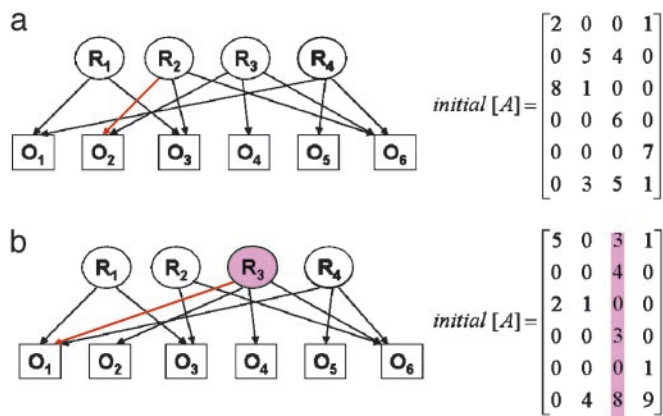 a
R1 R2 R3 R4
O1 O2 O3 O4 O5 O6
initial [A] =
2 0 0 1
0 5 4 0
8 1 0 0
0 0 6 0
0 0 0 7
0 3 5 1
b
R1 R2 R3 R4
O1 O2 O3 O4 O5 O6
initial [A] =
5 0 3 1
0 0 4 0
2 1 0 0
0 0 3 0
0 0 0 1
0 4 8 9